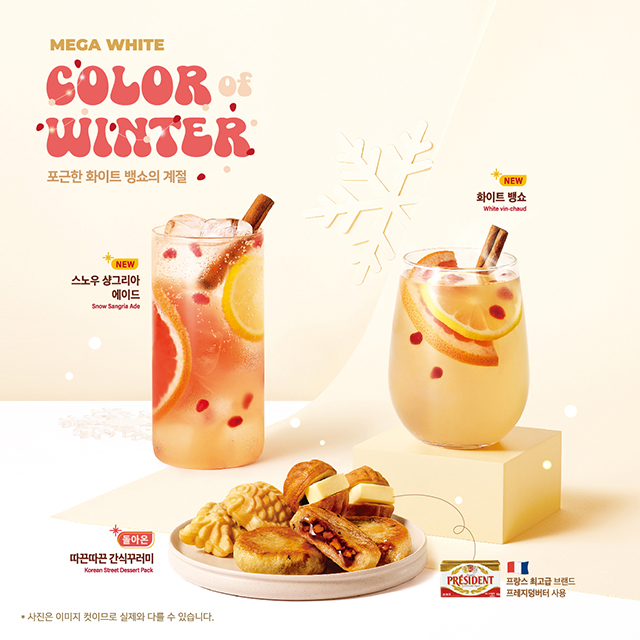 MEGA WHITE
COLOR of
WINTER
포근한 화이트 뱅쇼의 계절
NEW
화이트 뱅쇼
White vin-chaud
NEW
스노우 샹그리아
에이드
Snow Sangria Ade
돌아온
따끈따끈 간식꾸러미
Korean Street Dessert Pack
PRÉSIDENT
프랑스 최고급 브랜드
프레지덩버터 사용
* 사진은 이미지 컷이므로 실제와 다를 수 있습니다.